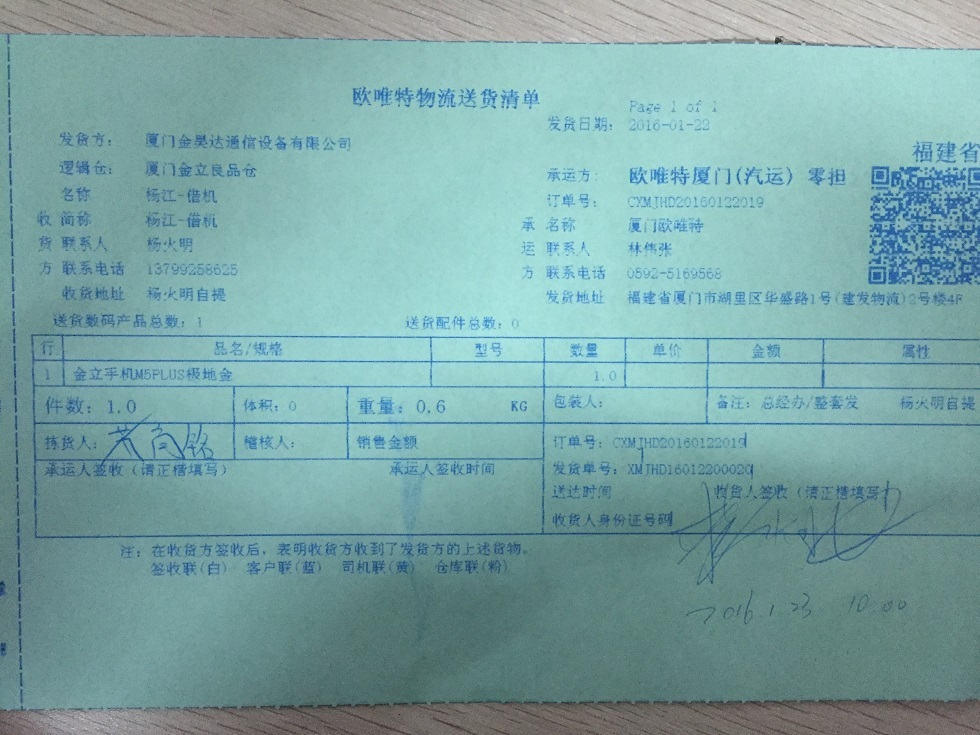 欧唯特物流送货清单
Page 1 of 1
发货日期： 2016-01-22
发货方： 厦门金昊达通信设备有限公司
福建省
逻辑仓： 厦门金立良品仓
承运方： 欧唯特厦门(汽运) 零担
名称 杨江-借机
订单号： CXMJHD20160122019
收 简称 杨江-借机
承 名称 厦门欧唯特
货 联系人 杨火明
运 联系人 林伟张
方 联系电话 13799258625
方 联系电话 0592-5169568
收货地址 杨火明自提
发货地址 福建省厦门市湖里区华盛路1号(建发物流)2号楼4F
送货数码产品总数：1 送货配件总数：0
行 品名/规格 型号 数量 单价 金额 属性
1 金立手机M5PLUS极地金 1.0
件数：1.0 体积：0 重量：0.6 KG 包装人： 备注：总经办/整套发 杨火明自提
拣货人： 稽核人： 销售金额 订单号：CXMJHD20160122019
承运人签收（请正楷填写） 承运人签收时间 发货单号：XMJHD16012200020
送达时间 收货人签收（请正楷填写）
收货人身份证号码
注：在收货方签收后，表明收货方收到了发货方的上述货物。
签收联(白) 客户联(蓝) 司机联(黄) 仓库联(粉)
2016.1.23 10:00